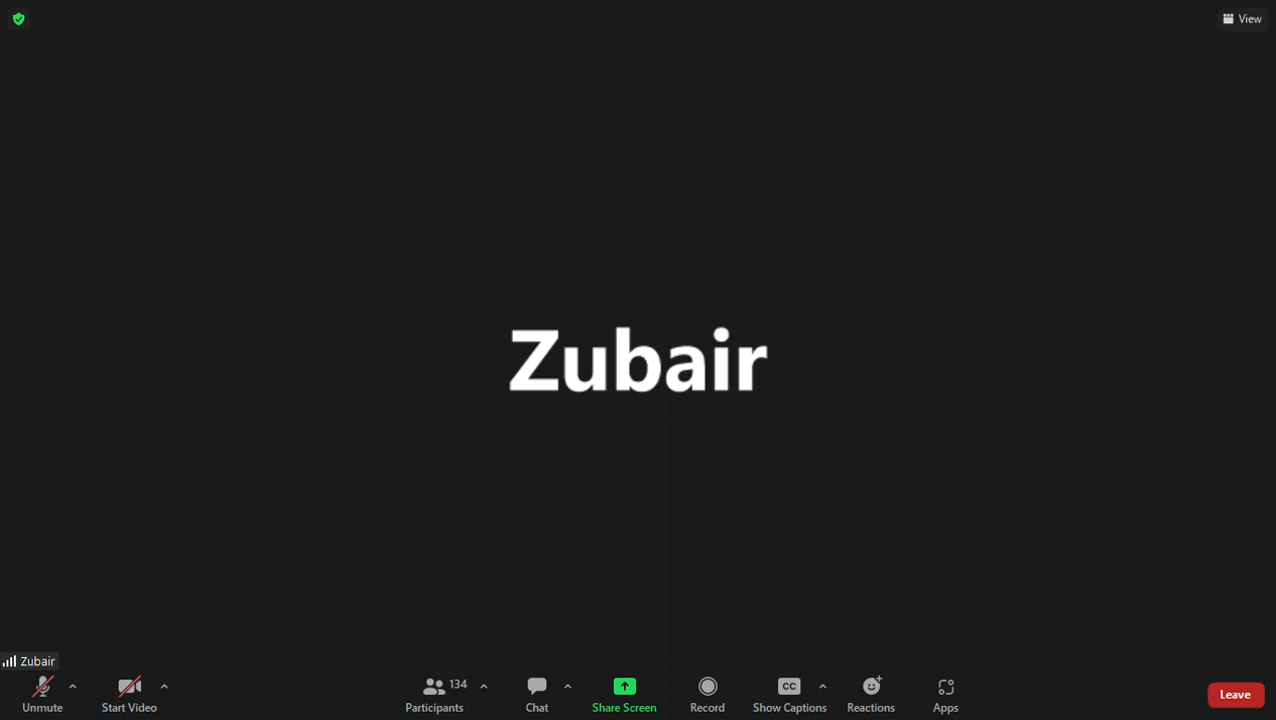 View
Zubair
Zubair
134
Unmute Start Video Participants Chat Share Screen Record CC Show Captions Reactions Apps Leave